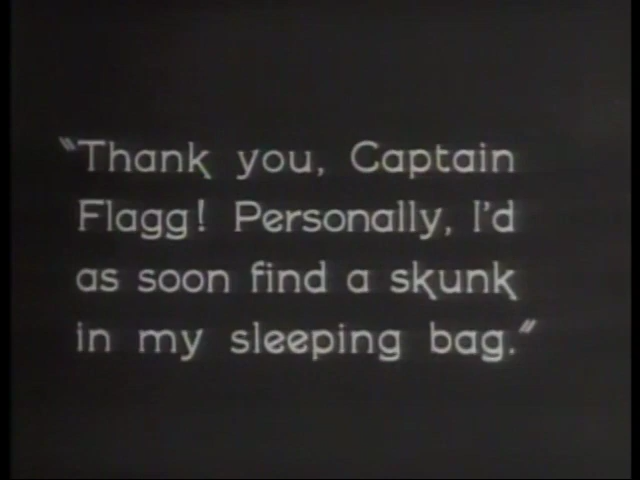 "Thank you, Captain
Flagg! Personally, I'd
as soon find a skunk
in my sleeping bag."